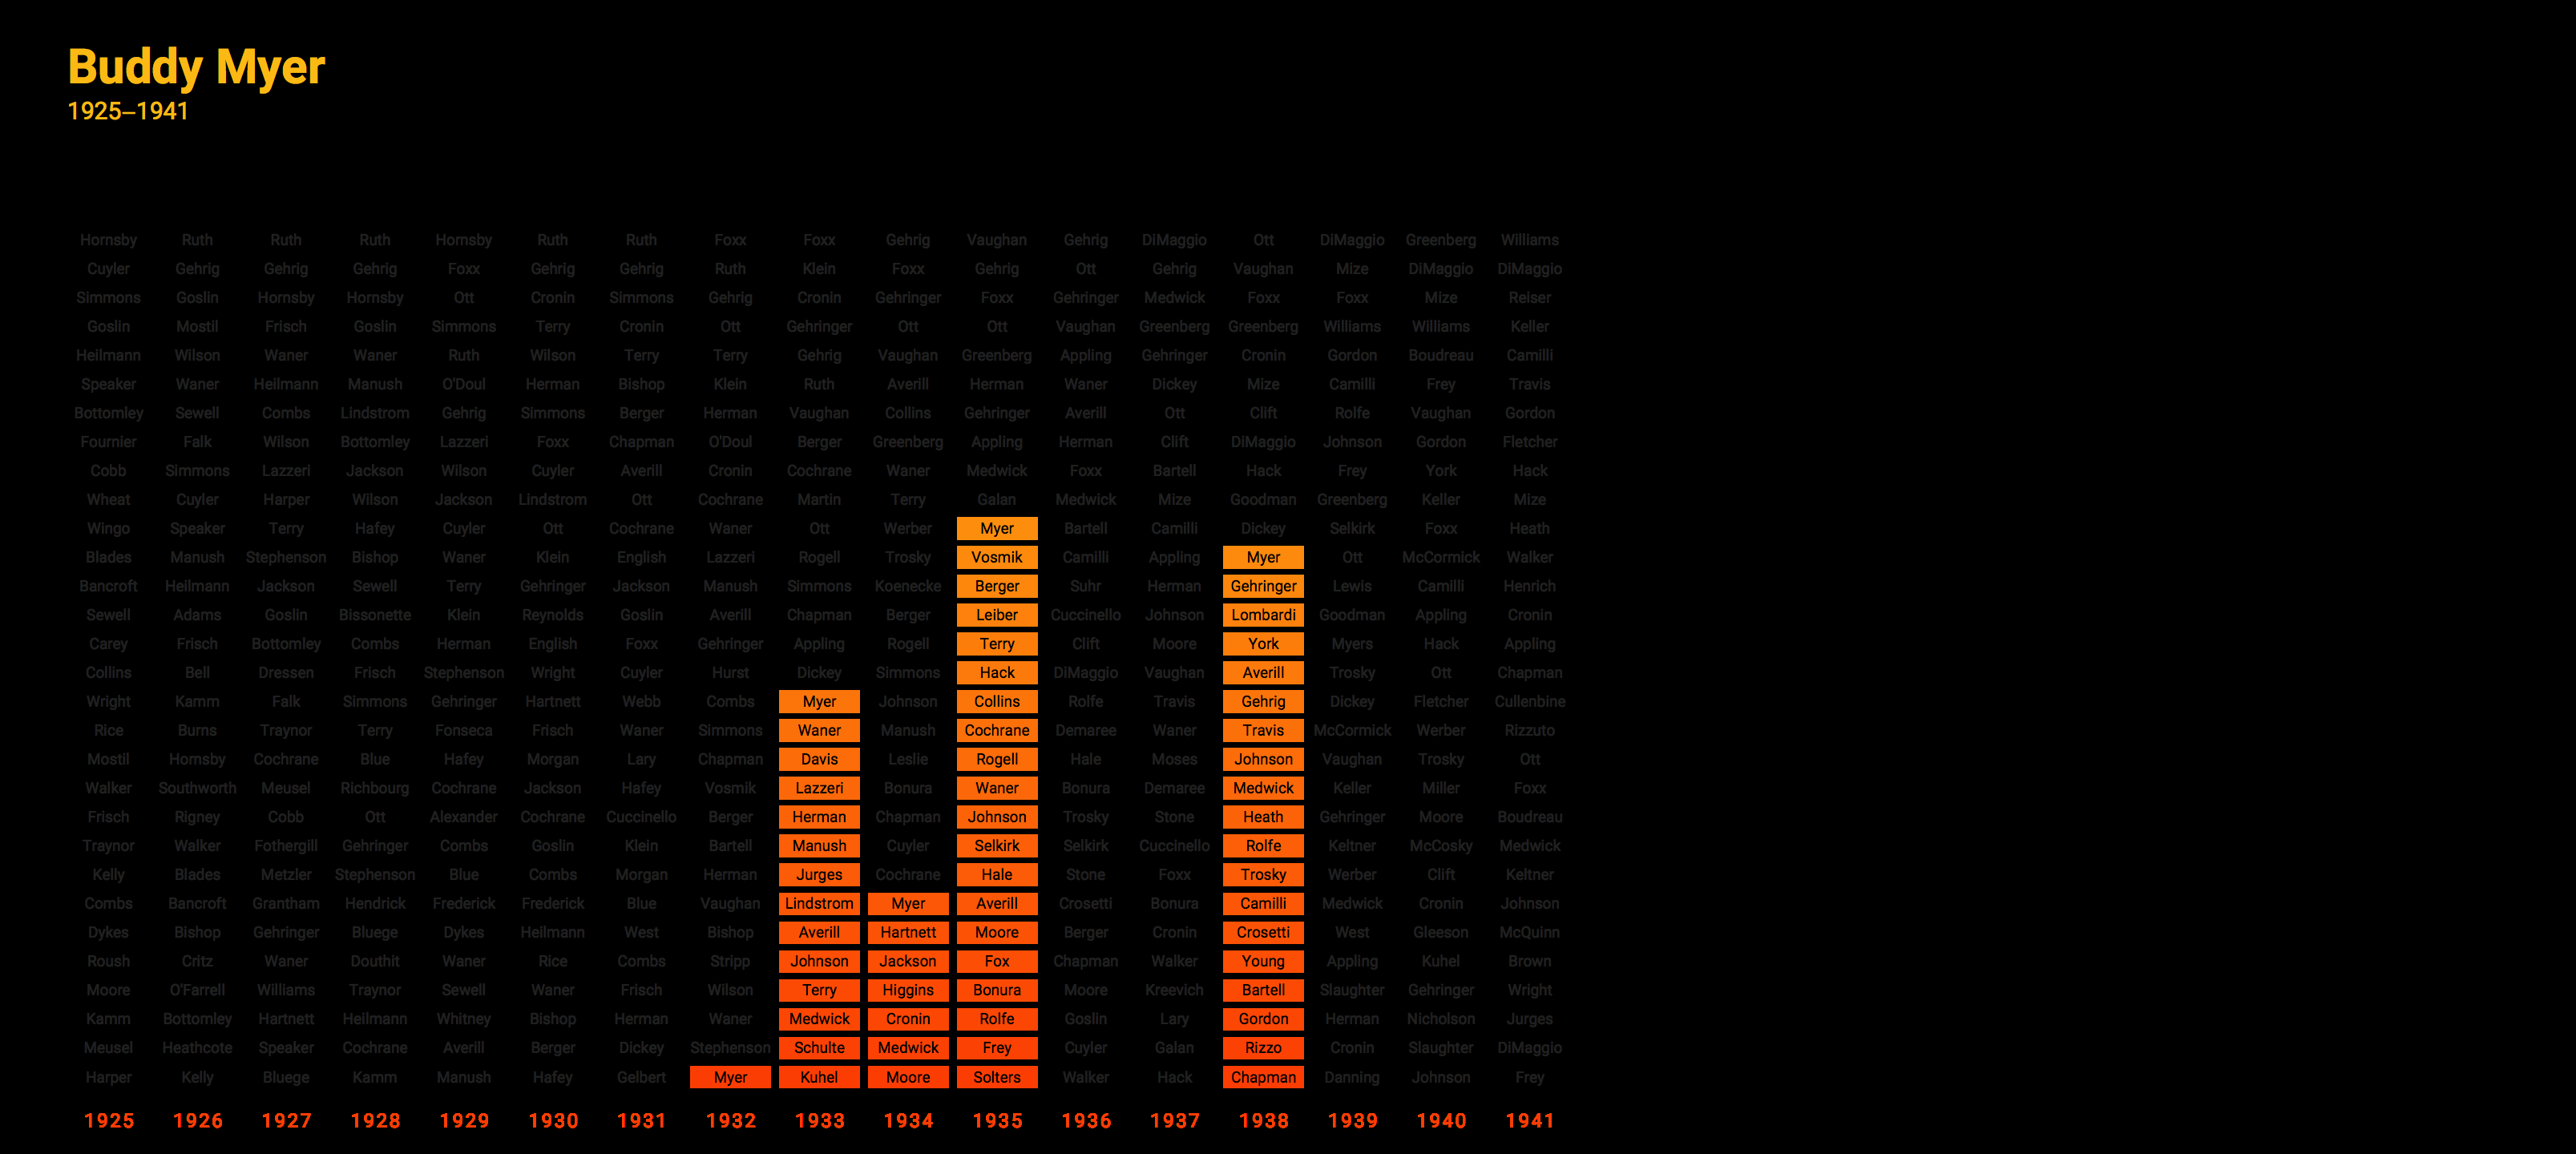 Buddy Myer
1925–1941
Hornsby Ruth Ruth Ruth Hornsby Ruth Ruth Foxx Foxx Gehrig Vaughan Gehrig DiMaggio Ott DiMaggio Greenberg Williams
Cuyler Gehrig Gehrig Gehrig Foxx Gehrig Gehrig Ruth Klein Foxx Gehrig Ott Gehrig Vaughan Mize DiMaggio DiMaggio
Simmons Goslin Hornsby Hornsby Ott Cronin Simmons Gehrig Cronin Gehringer Foxx Gehringer Medwick Foxx Foxx Mize Reiser
Goslin Mostil Frisch Goslin Simmons Terry Cronin Ott Gehringer Ott Ott Vaughan Greenberg Greenberg Williams Williams Keller
Heilmann Wilson Waner Waner Ruth Wilson Terry Terry Gehrig Vaughan Greenberg Appling Gehringer Cronin Gordon Boudreau Camilli
Speaker Waner Heilmann Manush O'Doul Herman Bishop Klein Ruth Averill Herman Waner Dickey Mize Camilli Frey Travis
Bottomley Sewell Combs Lindstrom Gehrig Simmons Berger Herman Vaughan Collins Gehringer Averill Ott Clift Rolfe Vaughan Gordon
Fournier Falk Wilson Bottomley Lazzeri Foxx Chapman O'Doul Berger Greenberg Appling Herman Clift DiMaggio Johnson Gordon Fletcher
Cobb Simmons Lazzeri Jackson Wilson Cuyler Averill Cronin Cochrane Waner Medwick Foxx Bartell Hack Frey York Hack
Wheat Cuyler Harper Wilson Jackson Lindstrom Ott Cochrane Martin Terry Galan Medwick Mize Goodman Greenberg Keller Mize
Wingo Speaker Terry Hafey Cuyler Ott Cochrane Waner Ott Werber Myer Bartell Camilli Dickey Selkirk Foxx Heath
Blades Manush Stephenson Bishop Waner Klein English Lazzeri Rogell Trosky Vosmik Camilli Appling Myer Ott McCormick Walker
Bancroft Heilmann Jackson Sewell Terry Gehringer Jackson Manush Simmons Koenecke Berger Suhr Herman Gehringer Lewis Camilli Henrich
Sewell Adams Goslin Bissonette Klein Reynolds Goslin Averill Chapman Berger Leiber Cuccinello Johnson Lombardi Goodman Appling Cronin
Carey Frisch Bottomley Combs Herman English Foxx Gehringer Appling Rogell Terry Clift Moore York Myers Hack Appling
Collins Bell Dressen Frisch Stephenson Wright Cuyler Hurst Dickey Simmons Hack DiMaggio Vaughan Averill Trosky Ott Chapman
Wright Kamm Falk Simmons Gehringer Hartnett Webb Combs Myer Johnson Collins Rolfe Travis Gehrig Dickey Fletcher Cullenbine
Rice Burns Traynor Terry Fonseca Frisch Waner Simmons Waner Manush Cochrane Demaree Waner Travis McCormick Werber Rizzuto
Mostil Hornsby Cochrane Blue Hafey Morgan Lary Chapman Davis Leslie Rogell Hale Moses Johnson Vaughan Trosky Ott
Walker Southworth Meusel Richbourg Cochrane Jackson Hafey Vosmik Lazzeri Bonura Waner Bonura Demaree Medwick Keller Miller Foxx
Frisch Rigney Cobb Ott Alexander Cochrane Cuccinello Berger Herman Chapman Johnson Trosky Stone Heath Gehringer Moore Boudreau
Traynor Walker Fothergill Gehringer Combs Goslin Klein Bartell Manush Cuyler Selkirk Selkirk Cuccinello Rolfe Keltner McCosky Medwick
Kelly Blades Metzler Stephenson Blue Combs Morgan Herman Jurges Cochrane Hale Stone Foxx Trosky Werber Clift Keltner
Combs Bancroft Grantham Hendrick Frederick Frederick Blue Vaughan Lindstrom Myer Averill Crosetti Bonura Camilli Medwick Cronin Johnson
Dykes Bishop Gehringer Bluege Dykes Heilmann West Bishop Averill Hartnett Moore Berger Cronin Crosetti West Gleeson McQuinn
Roush Critz Waner Douthit Waner Rice Combs Stripp Johnson Jackson Fox Chapman Walker Young Appling Kuhel Brown
Moore O'Farrell Williams Traynor Sewell Waner Frisch Wilson Terry Higgins Bonura Moore Kreevich Bartell Slaughter Gehringer Wright
Kamm Bottomley Hartnett Heilmann Whitney Bishop Herman Waner Medwick Cronin Rolfe Goslin Lary Gordon Herman Nicholson Jurges
Meusel Heathcote Speaker Cochrane Averill Berger Dickey Stephenson Schulte Medwick Frey Cuyler Galan Rizzo Cronin Slaughter DiMaggio
Harper Kelly Bluege Kamm Manush Hafey Gelbert Myer Kuhel Moore Solters Walker Hack Chapman Danning Johnson Frey
1925 1926 1927 1928 1929 1930 1931 1932 1933 1934 1935 1936 1937 1938 1939 1940 1941